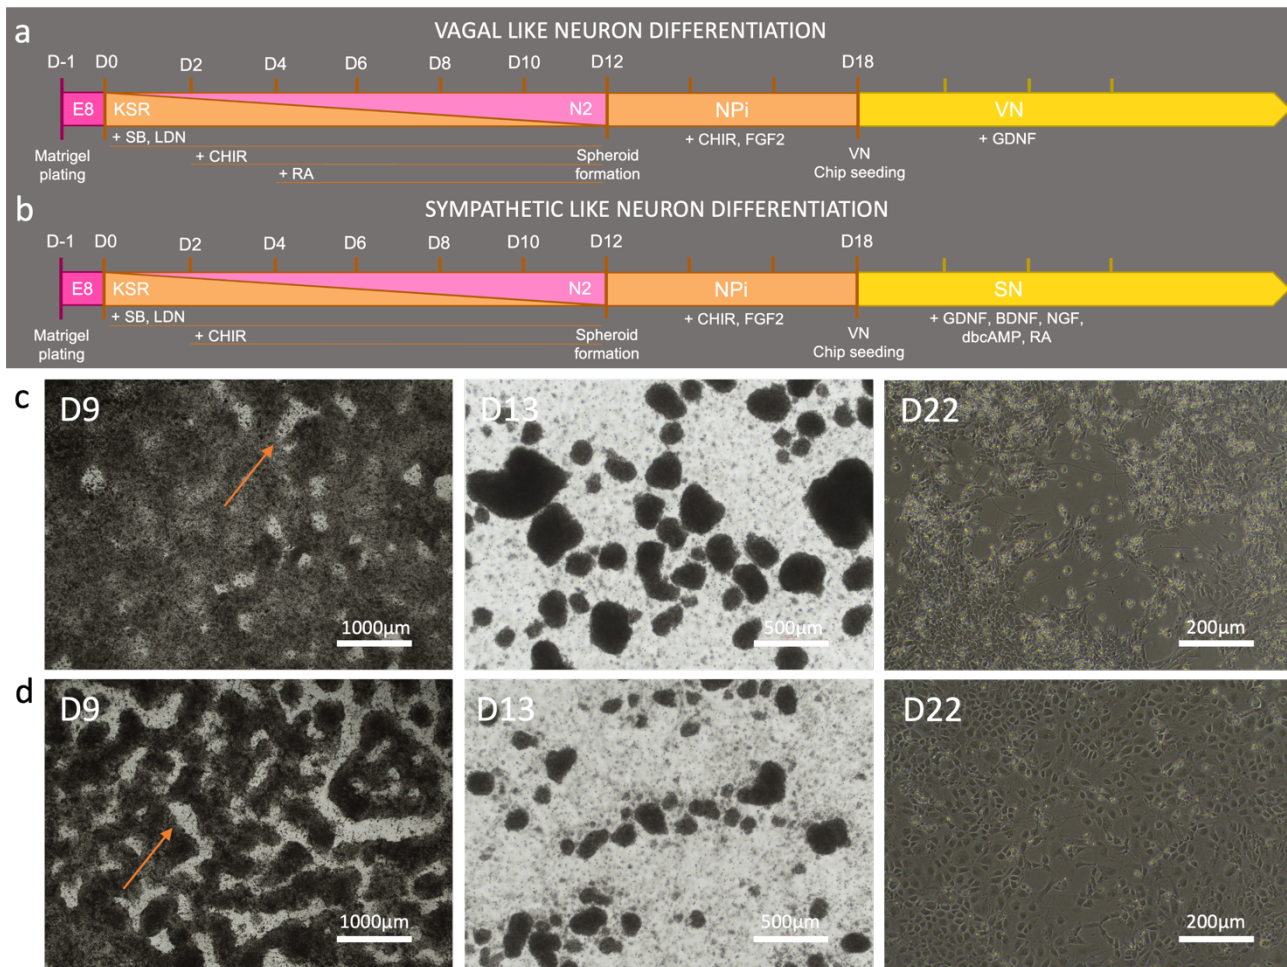 a
VAGAL LIKE NEURON DIFFERENTIATION
D-1 D0 D2 D4 D6 D8 D10 D12 D18
E8 KSR N2 NPi VN
+ SB, LDN + CHIR, FGF2 + GDNF
Matrigel + CHIR Spheroid VN
plating + RA formation Chip seeding
b
SYMPATHETIC LIKE NEURON DIFFERENTIATION
D-1 D0 D2 D4 D6 D8 D10 D12 D18
E8 KSR N2 NPi SN
+ SB, LDN + CHIR, FGF2 + GDNF, BDNF, NGF,
Matrigel + CHIR Spheroid VN dbcAMP, RA
plating formation Chip seeding
c
D9 D13 D22
1000µm 500µm 200µm
d
D9 D13 D22
1000µm 500µm 200µm